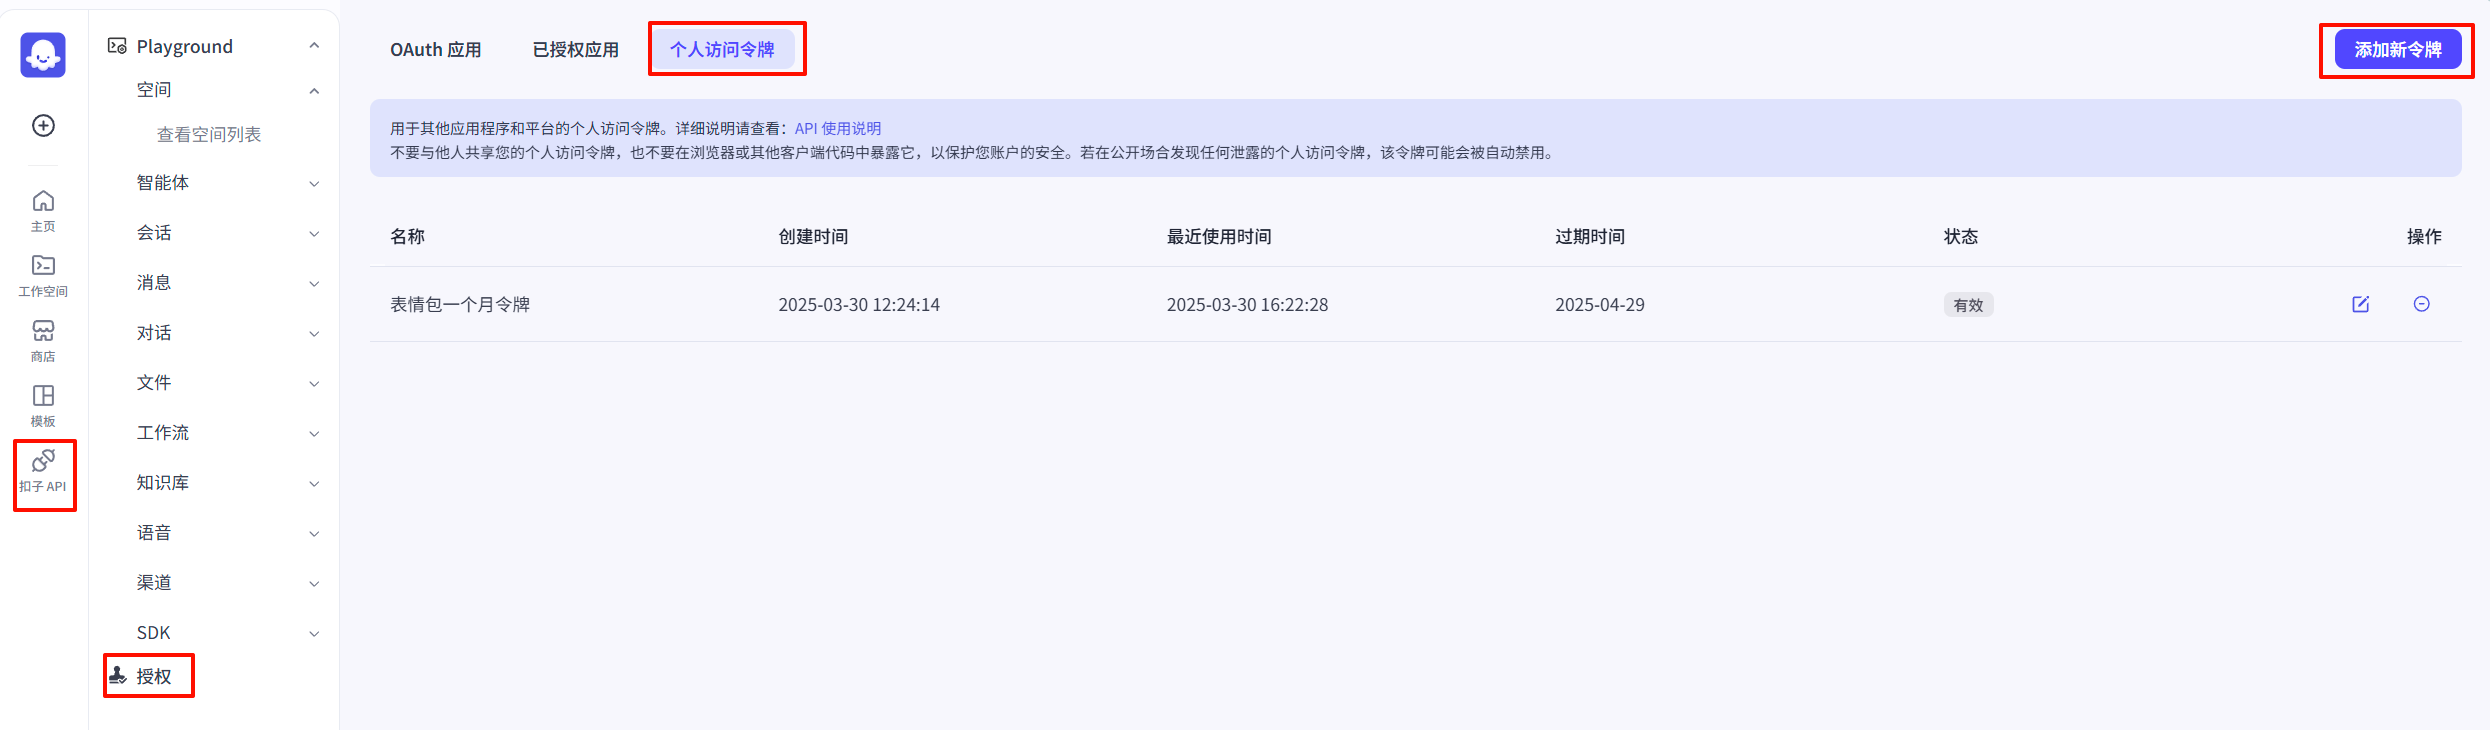 主页
工作空间
商店
模板
扣子 API
Playground
空间
查看空间列表
智能体
会话
消息
对话
文件
工作流
知识库
语音
渠道
SDK
授权
OAuth 应用
已授权应用
个人访问令牌
添加新令牌
用于其他应用程序和平台的个人访问令牌。详细说明请查看：API 使用说明
不要与他人共享您的个人访问令牌，也不要在浏览器或其他客户端代码中暴露它，以保护您账户的安全。若在公开场合发现任何泄露的个人访问令牌，该令牌可能会被自动禁用。
名称 创建时间 最近使用时间 过期时间 状态 操作
表情包一个月令牌 2025-03-30 12:24:14 2025-03-30 16:22:28 2025-04-29 有效